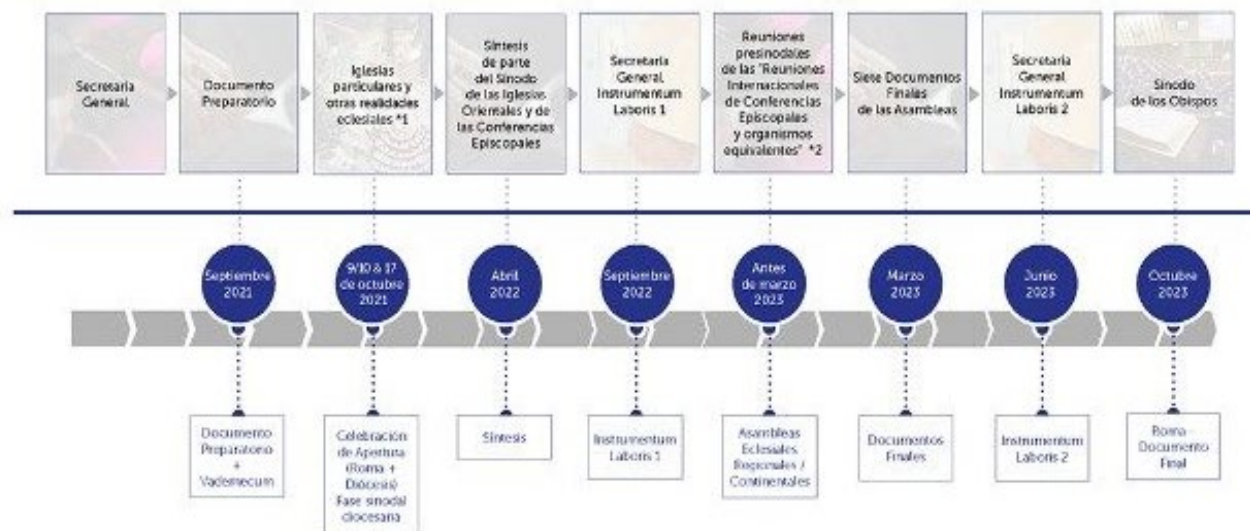 Secretaría
General
Documento
Preparatorio
Iglesias
particulares y
otras realidades
eclesiales *1
Síntesis
de parte
del Sínodo
de las Iglesias
Orientales y de
las Conferencias
Episcopales
Secretaría
General
Instrumentum
Laboris 1
Reuniones
presinodales
de las "Reuniones
Internacionales
de Conferencias
Episcopales
y organismos
equivalentes" *2
Siete Documentos
Finales
de las Asambleas
Secretaría
General
Instrumentum
Laboris 2
Sínodo
de los Obispos
Septiembre
2021
9/10 & 17
de octubre
2021
Abril
2022
Septiembre
2022
Antes
de marzo
2023
Marzo
2023
Junio
2023
Octubre
2023
Documento
Preparatorio
+
Vademecum
Celebración
de Apertura
(Roma +
Diócesis)
Fase sinodal
diocesana
Síntesis
Instrumentum
Laboris 1
Asambleas
Eclesiales
Regionales /
Continentales
Documentos
Finales
Instrumentum
Laboris 2
Roma -
Documento
Final